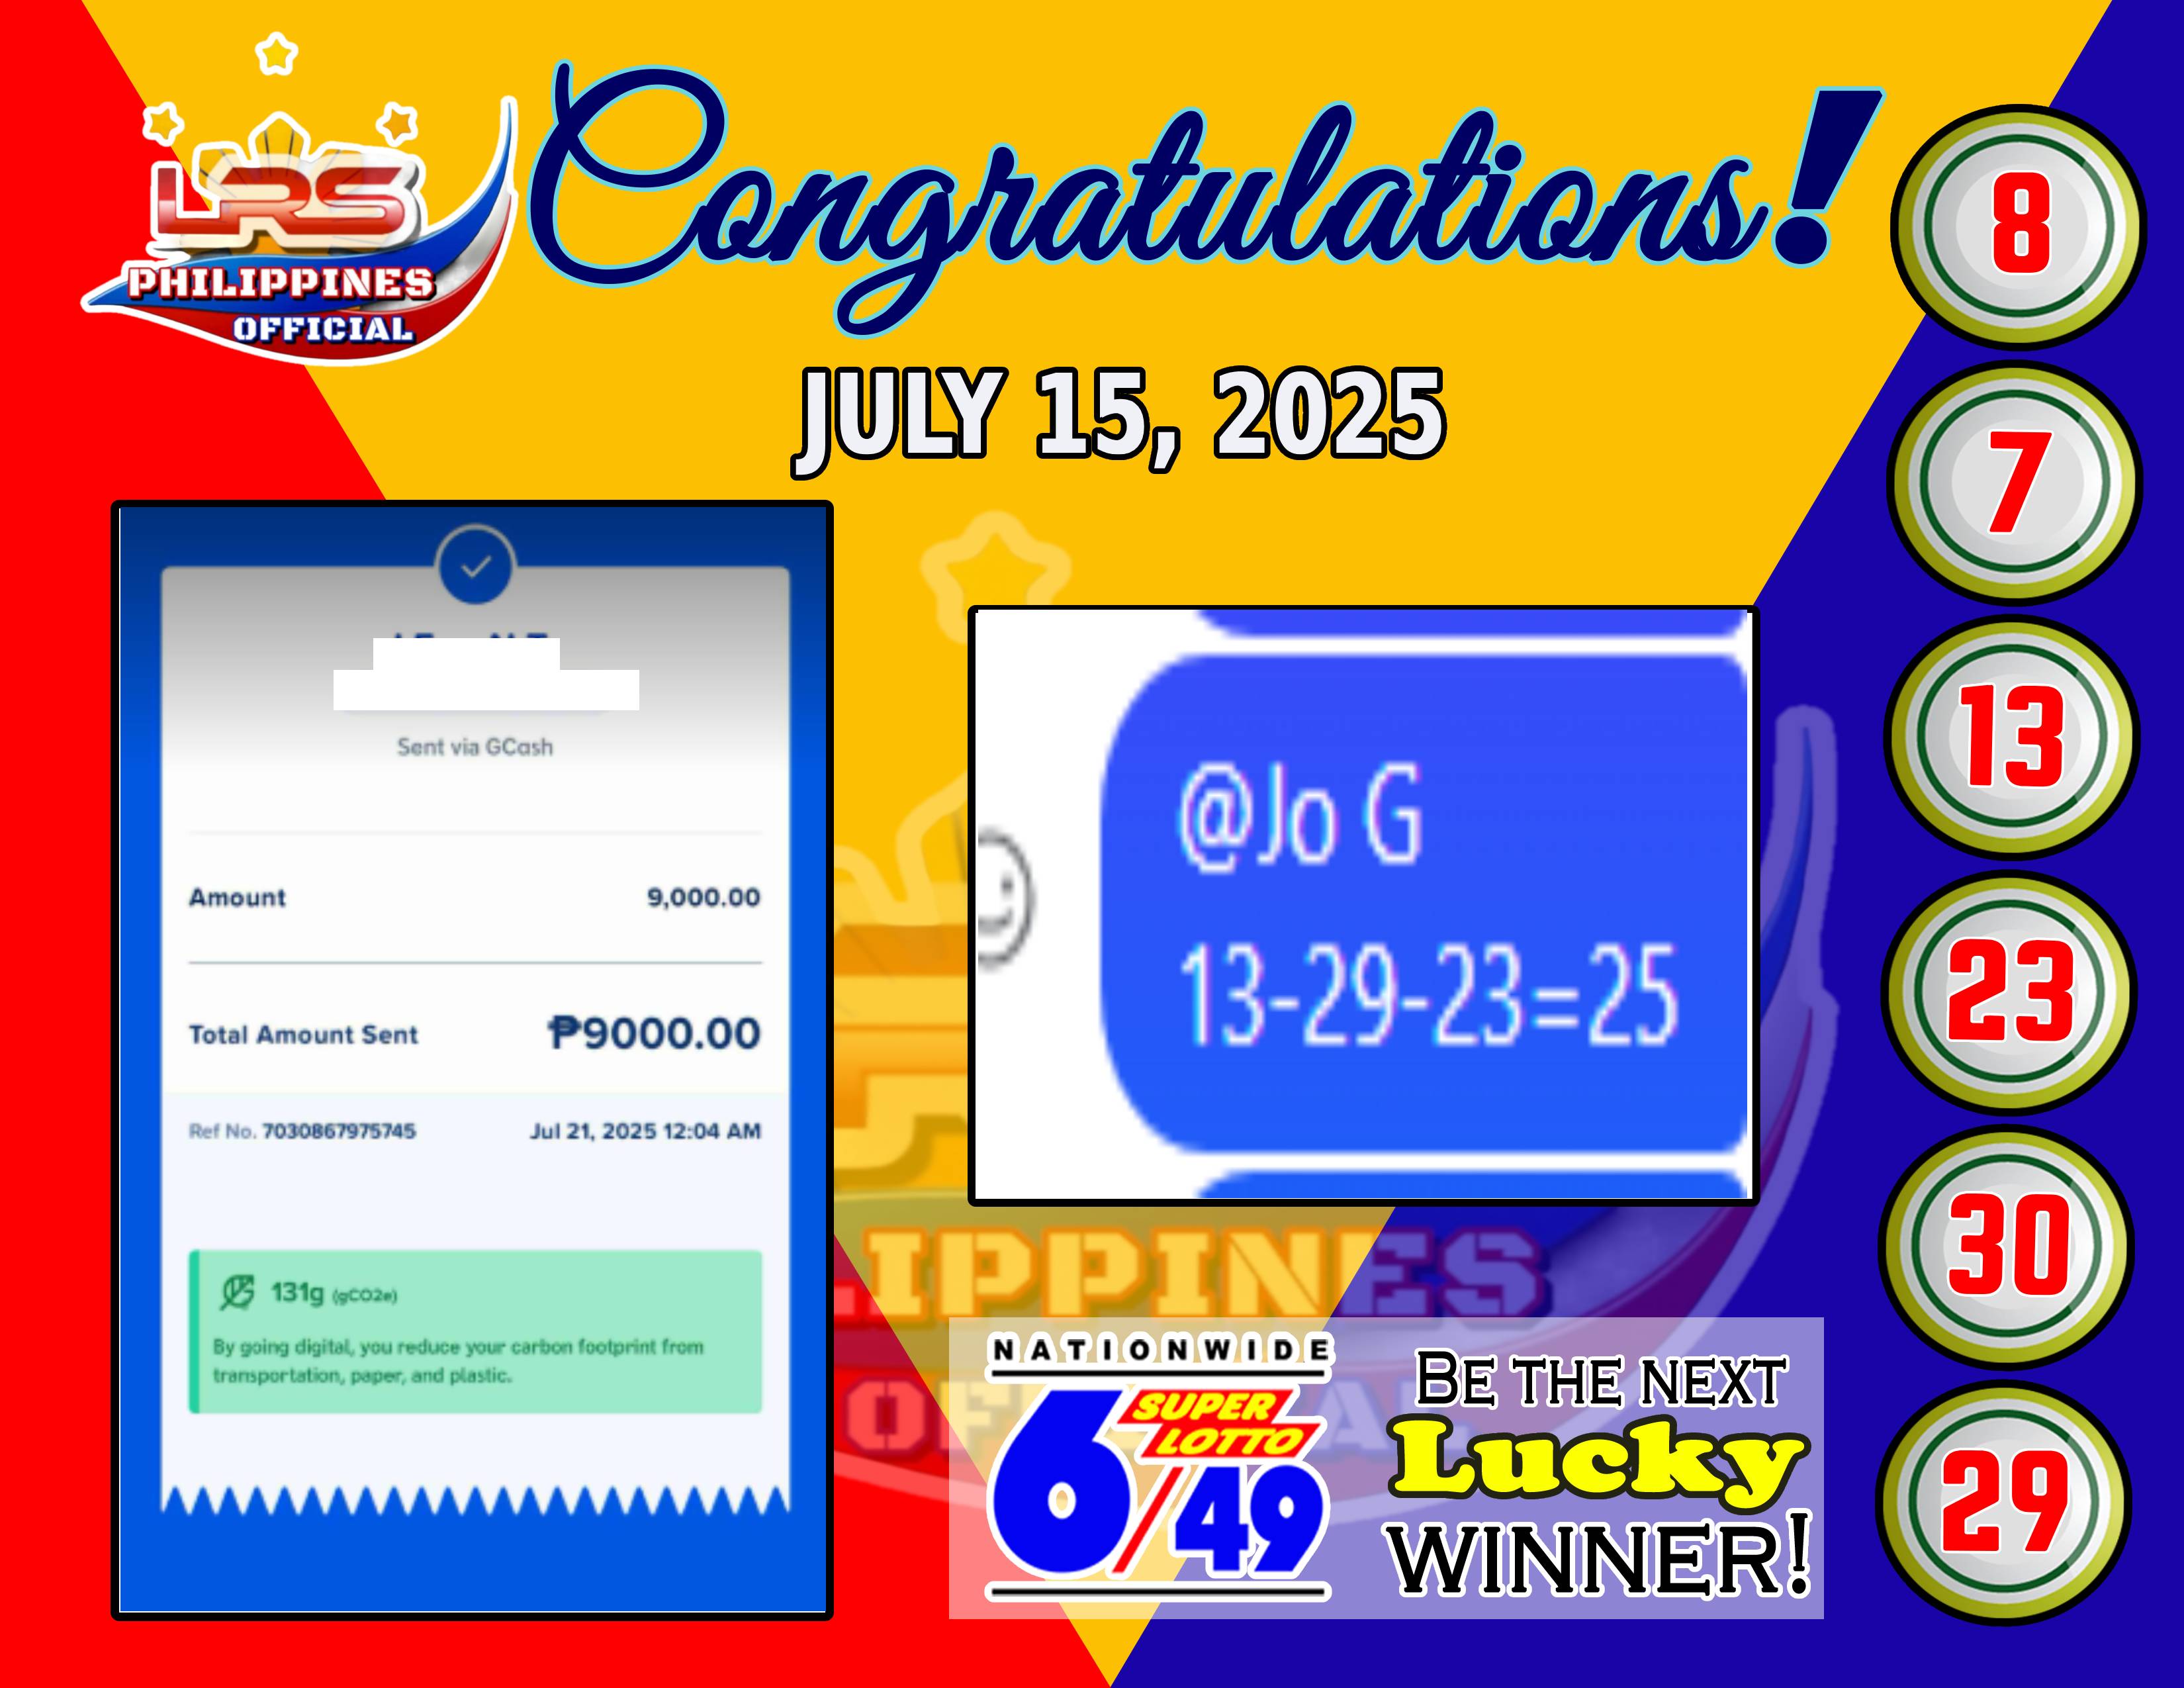 LRS
PHILIPPINES
OFFICIAL
Congratulations!
JULY 15, 2025
Sent via GCash
Amount 9,000.00
Total Amount Sent ₱9000.00
Ref No. 7030867975745 Jul 21, 2025 12:04 AM
131g (gCO2e)
By going digital, you reduce your carbon footprint from
transportation, paper, and plastic.
@Jo G
13-29-23=25
LIPPINES
NATIONWIDE
SUPER
LOTTO
6/49
BE THE NEXT
Lucky
WINNER!
8
7
13
23
30
29